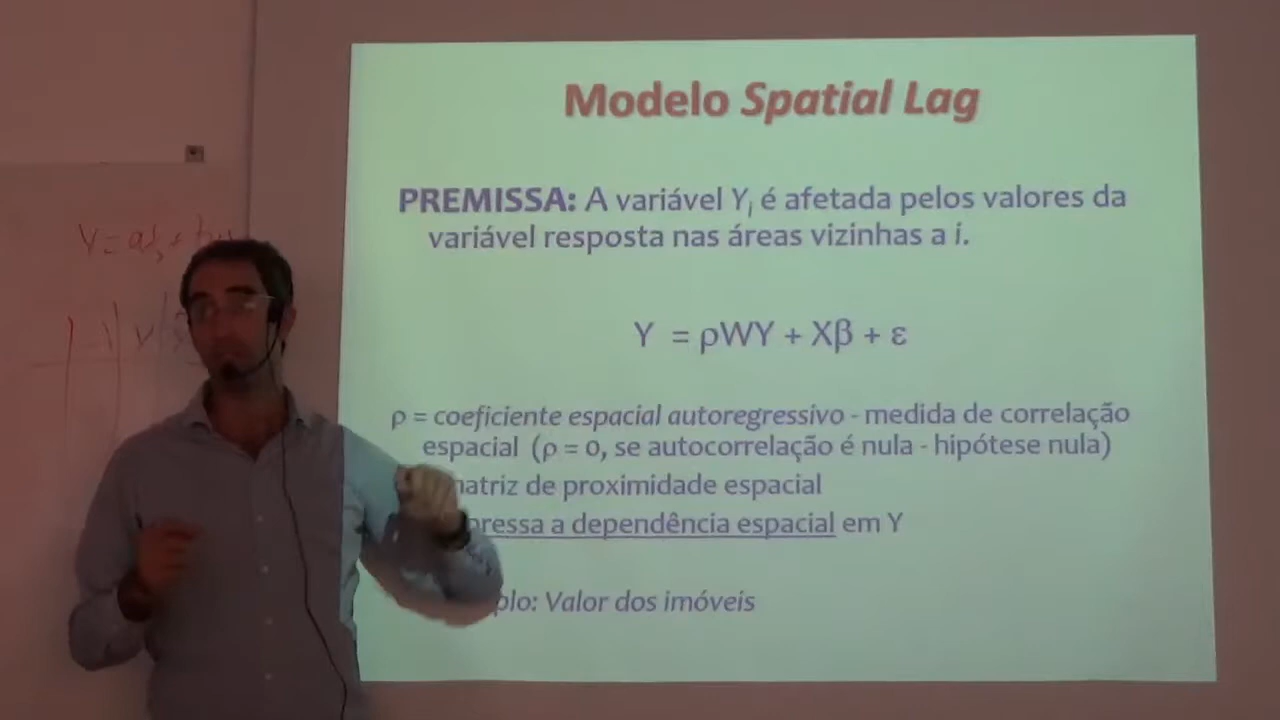 Modelo Spatial Lag
PREMISSA: A variável Yi é afetada pelos valores da
variável resposta nas áreas vizinhas a i.
Y = ρWY + Xβ + ε
ρ = coeficiente espacial autoregressivo - medida de correlação
espacial (ρ = 0, se autocorrelação é nula - hipótese nula)
matriz de proximidade espacial
a dependência espacial em Y
Valor dos imóveis